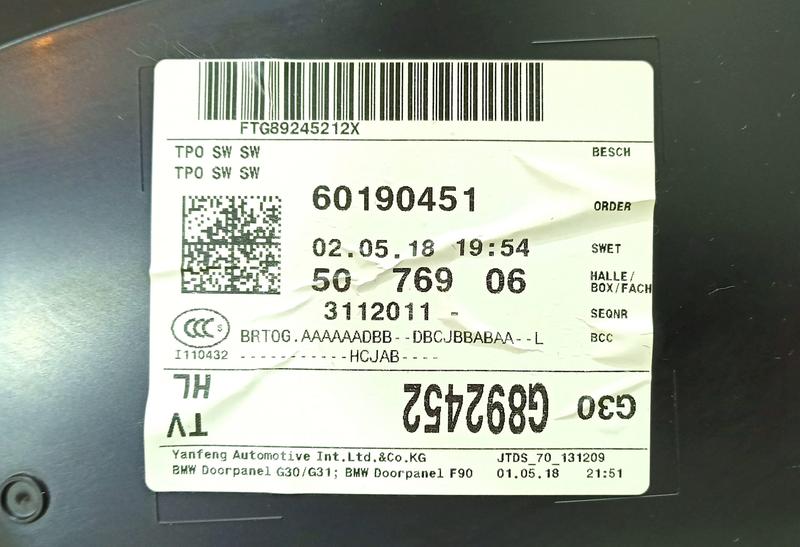 FTG89245212X
TPO SW SW
BESCH
TPO SW SW
60190451
ORDER
02.05.18 19:54
SWET
50 769 06
HALLE/
BOX/FACH
3112011 -
SEQNR
CCC S
BRTOG.AAAAAADBB--DBCJBBABAA--L
BCC
I110432
-----------HCJAB----
HL
TV
G892452
G30
Yanfeng Automotive Int.Ltd.&Co.KG
JTDS_70_131209
BMW Doorpanel G30/G31; BMW Doorpanel F90
01.05.18 21:51